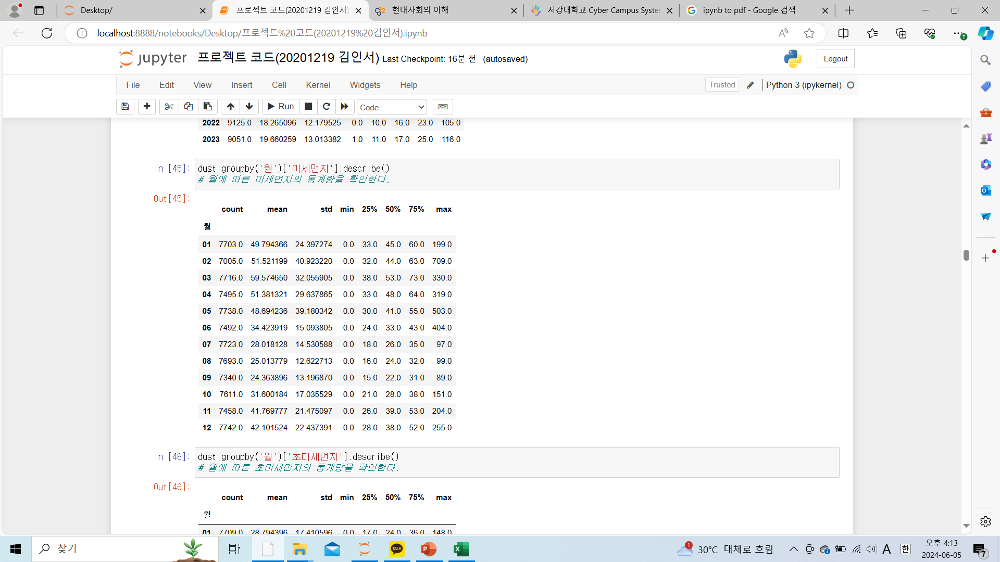 Desktop/
프로젝트 코드(20201219 김인서)
현대사회의 이해
서강대학교 Cyber Campus Syste
ipynb to pdf - Google 검색
localhost:8888/notebooks/Desktop/프로젝트%20코드(20201219%20김인서).ipynb
jupyter 프로젝트 코드(20201219 김인서) Last Checkpoint: 16분 전 (autosaved)
Logout
File Edit View Insert Cell Kernel Widgets Help
Trusted Python 3 (ipykernel)
Run Code
2022 9125.0 18.265096 12.179525 0.0 10.0 16.0 23.0 105.0
2023 9051.0 19.660259 13.013382 1.0 11.0 17.0 25.0 116.0
In [45]: dust.groupby('월')['미세먼지'].describe()
# 월에 따른 미세먼지의 통계량을 확인한다.
Out[45]:
count mean std min 25% 50% 75% max
월
01 7703.0 49.794366 24.397274 0.0 33.0 45.0 60.0 199.0
02 7005.0 51.521199 40.923220 0.0 32.0 44.0 63.0 709.0
03 7716.0 59.574650 32.055905 0.0 38.0 53.0 73.0 330.0
04 7495.0 51.381321 29.637865 0.0 33.0 48.0 64.0 319.0
05 7738.0 48.694236 39.180342 0.0 30.0 41.0 55.0 503.0
06 7492.0 34.423919 15.093805 0.0 24.0 33.0 43.0 404.0
07 7723.0 28.018128 14.530588 0.0 18.0 26.0 35.0 97.0
08 7693.0 25.013779 12.622713 0.0 16.0 24.0 32.0 99.0
09 7340.0 24.363896 13.196870 0.0 15.0 22.0 31.0 89.0
10 7611.0 31.600184 17.035529 0.0 21.0 28.0 38.0 151.0
11 7458.0 41.769777 21.475097 0.0 26.0 39.0 53.0 204.0
12 7742.0 42.101524 22.437391 0.0 28.0 38.0 52.0 255.0
In [46]: dust.groupby('월')['초미세먼지'].describe()
# 월에 따른 초미세먼지의 통계량을 확인한다.
Out[46]:
count mean std min 25% 50% 75% max
월
01 7709.0 28.794396 17.410596 0.0 17.0 24.0 36.0 148.0
찾기
TALK
30°C 대체로 흐림
A 한
오후 4:13
2024-06-05
7